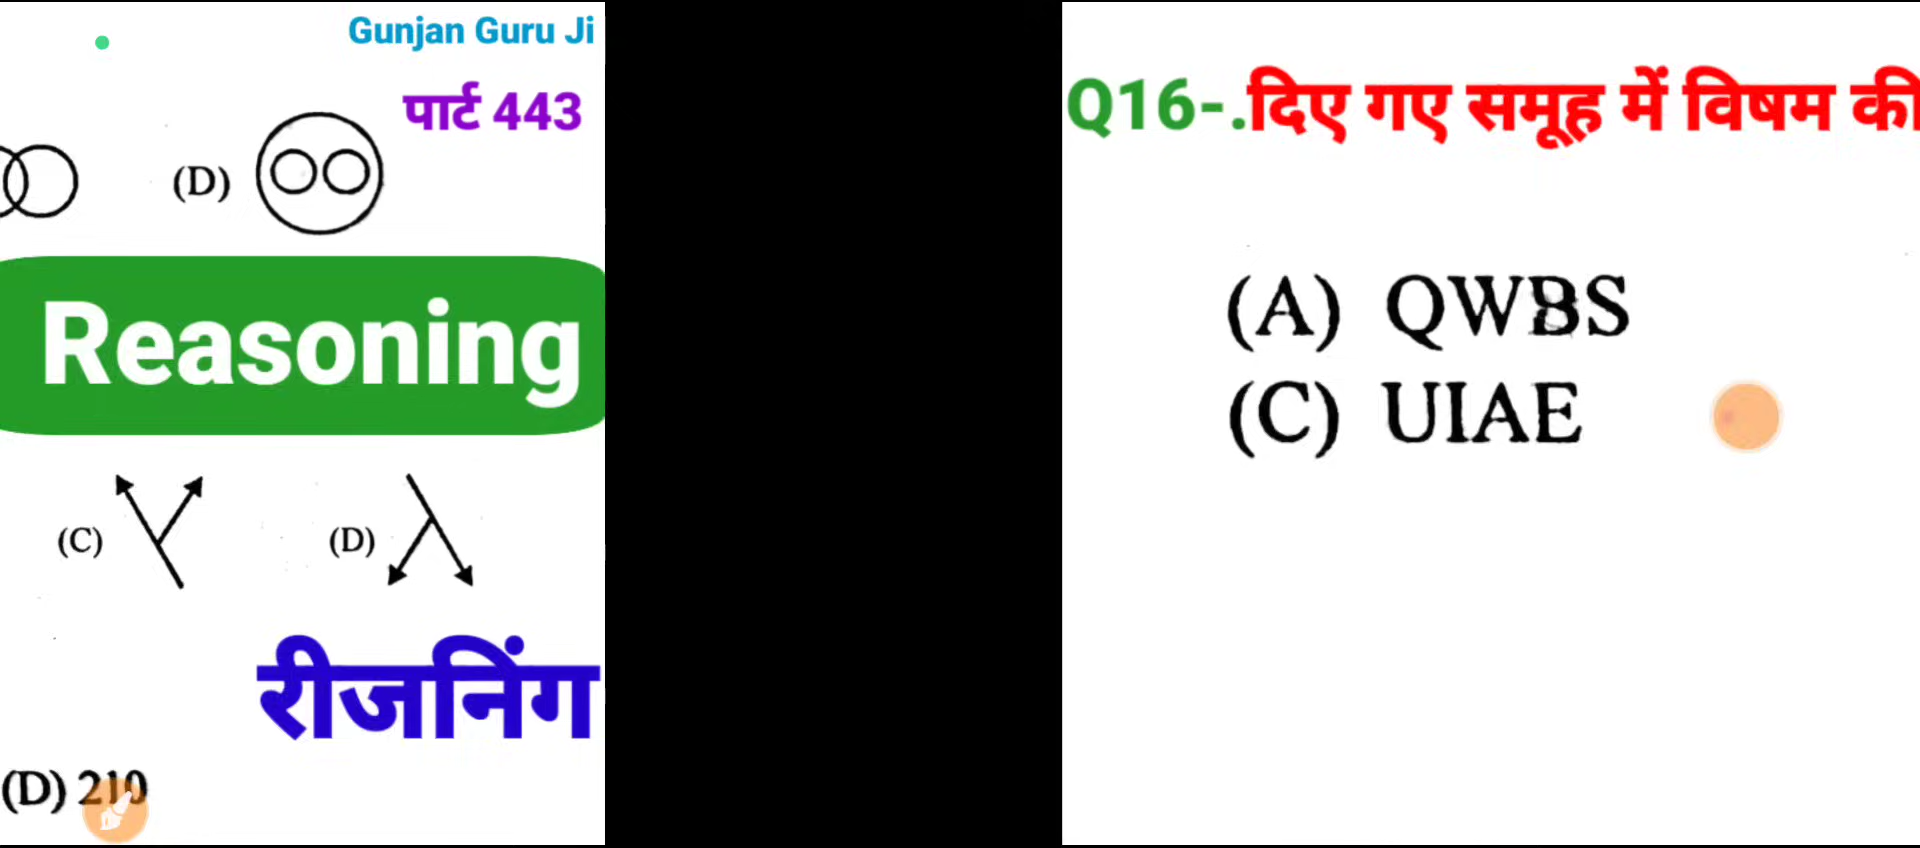 Gunjan Guru Ji
पार्ट 443
(D)
Reasoning
(C)
(D)
रीजनिंग
(D) 210
Q16-.दिए गए समूह में विषम की
(A) QWBS
(C) UIAE